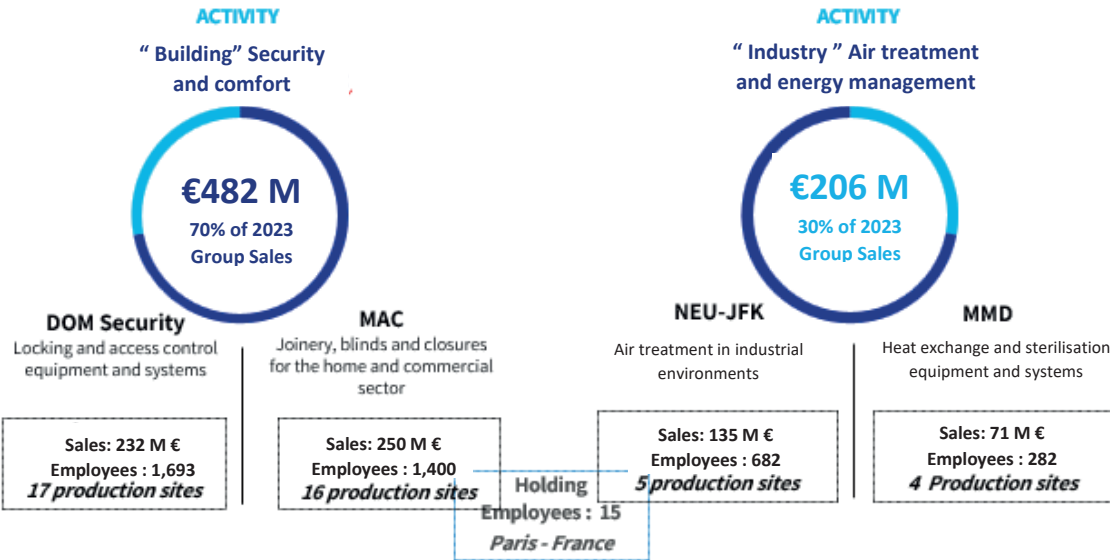 ACTIVITY
“ Building” Security
and comfort
€482 M
70% of 2023
Group Sales
DOM Security
Locking and access control
equipment and systems
Sales: 232 M €
Employees : 1,693
17 production sites
MAC
Joinery, blinds and closures
for the home and commercial
sector
Sales: 250 M €
Employees : 1,400
16 production sites
Holding
Employees : 15
Paris - France
ACTIVITY
“ Industry ” Air treatment
and energy management
€206 M
30% of 2023
Group Sales
NEU-JFK
Air treatment in industrial
environments
Sales: 135 M €
Employees : 682
5 production sites
MMD
Heat exchange and sterilisation
equipment and systems
Sales: 71 M €
Employees : 282
4 Production sites